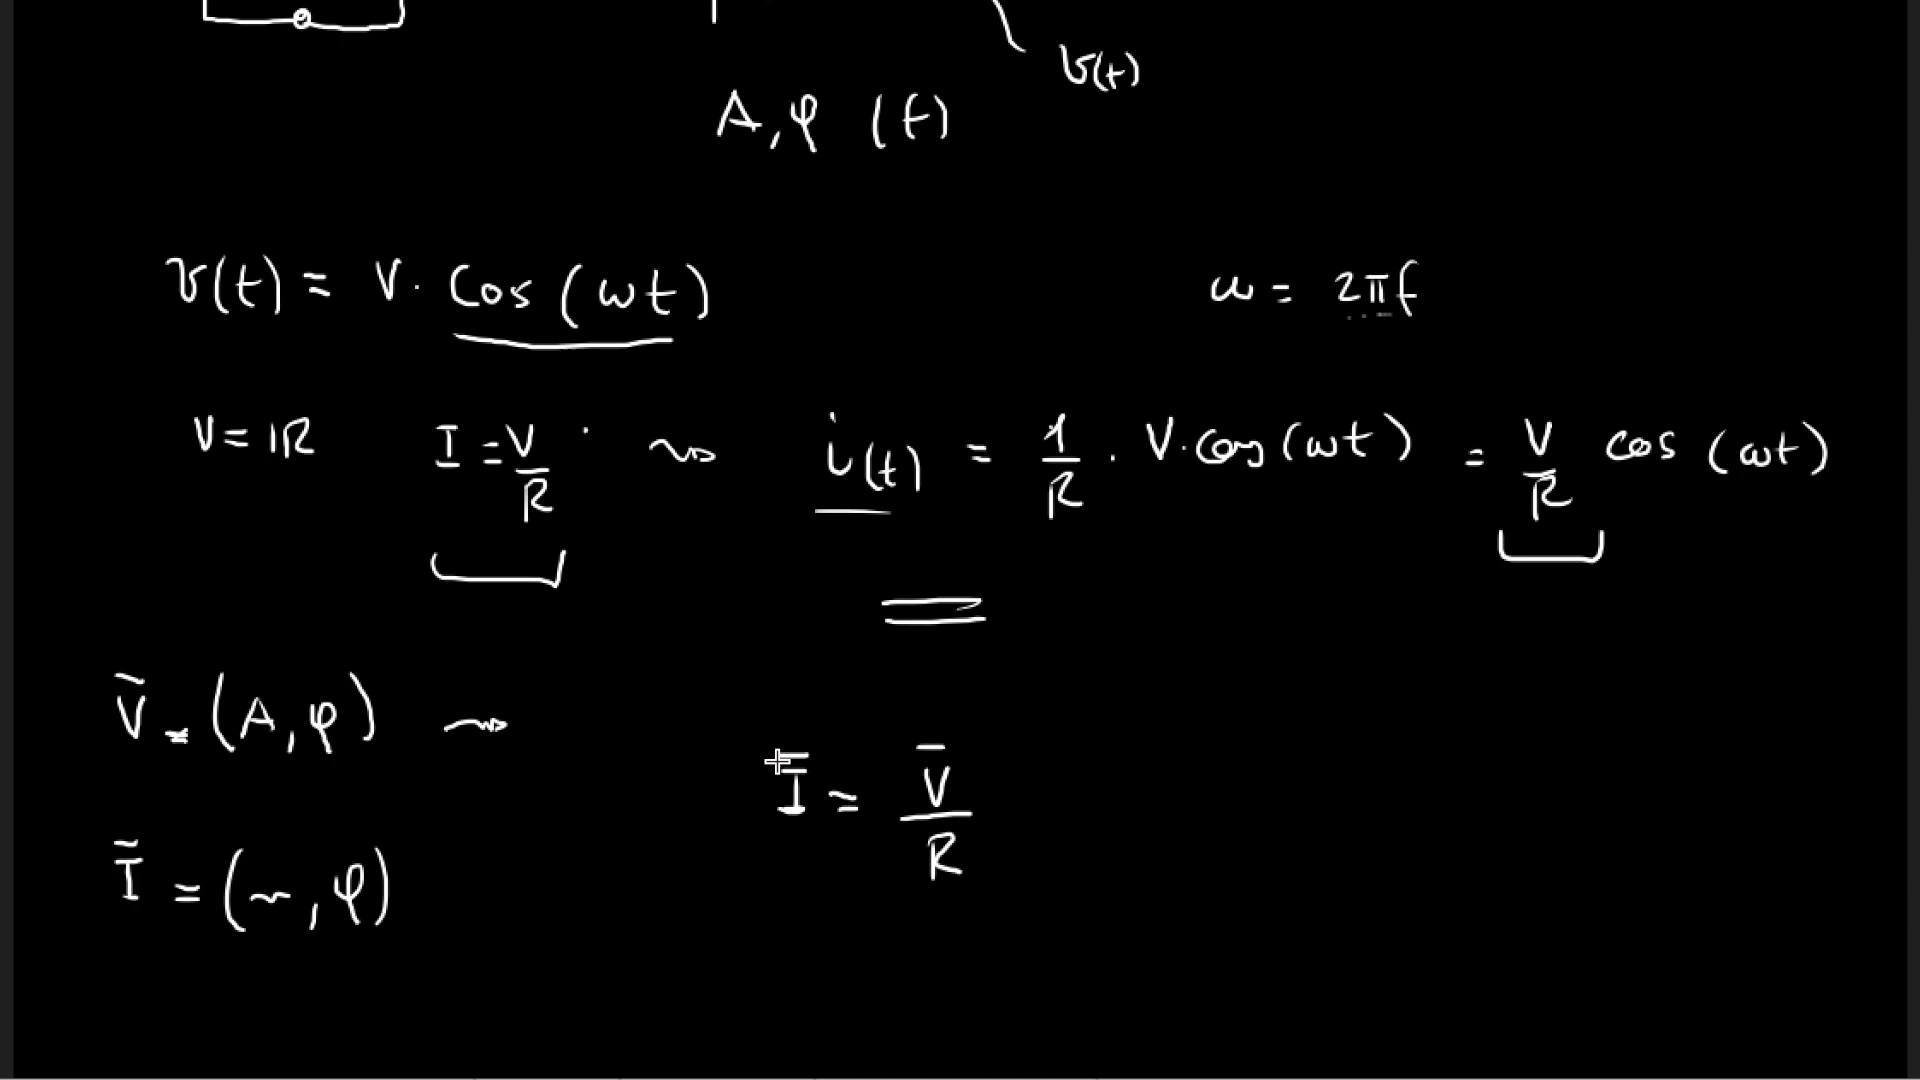 v(t)
A, φ (f)
v(t) = V · cos(ωt) ω = 2πf
V = IR I = V/R · ⇝ i(t) = 1/R · V · cos(ωt) = V/R cos(ωt)
V̄ = (A, φ) ⇝
Ī = V̄/R
Ī = (~, φ)